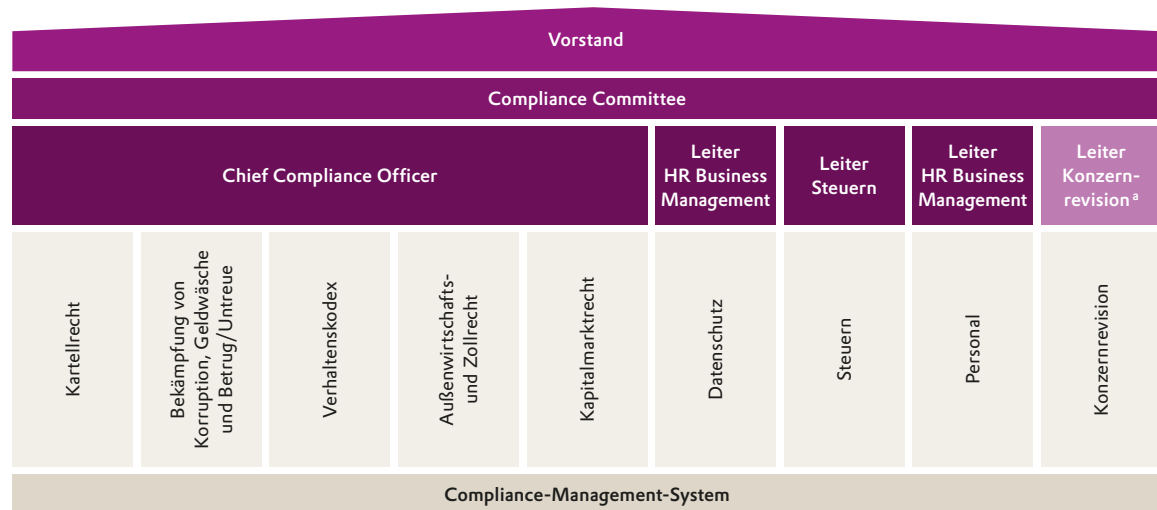 Vorstand
Compliance Committee
Chief Compliance Officer
Leiter
HR Business
Management
Leiter
Steuern
Leiter
HR Business
Management
Leiter
Konzern-
revision a
Kartellrecht
Bekämpfung von
Korruption, Geldwäsche
und Betrug/Untreue
Verhaltenskodex
Außenwirtschafts-
und Zollrecht
Kapitalmarktrecht
Datenschutz
Steuern
Personal
Konzernrevision
Compliance-Management-System